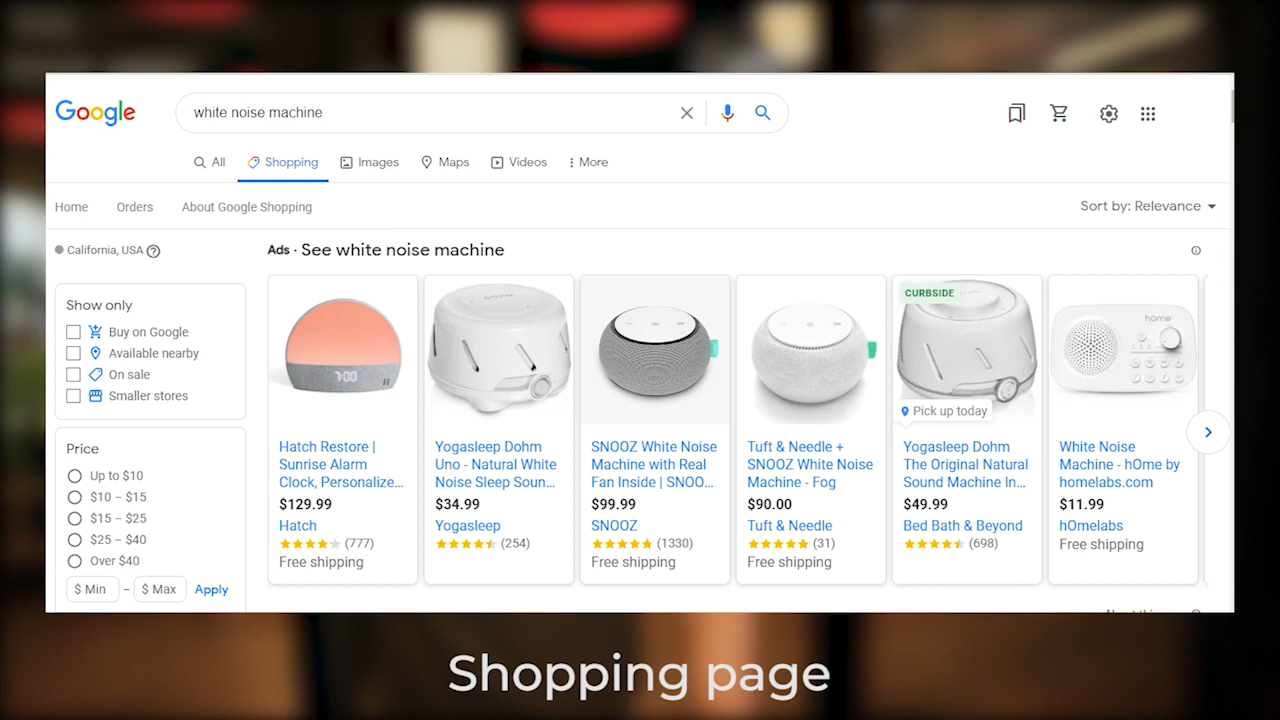 Google
white noise machine
All
Shopping
Images
Maps
Videos
More
Home
Orders
About Google Shopping
Sort by: Relevance
California, USA
Ads · See white noise machine
Show only
Buy on Google
Available nearby
On sale
Smaller stores
Price
Up to $10
$10 – $15
$15 – $25
$25 – $40
Over $40
$ Min – $ Max Apply
7:00
Hatch Restore |
Sunrise Alarm
Clock, Personalize...
$129.99
Hatch
(777)
Free shipping
Yogasleep Dohm
Uno - Natural White
Noise Sleep Soun...
$34.99
Yogasleep
(254)
SNOOZ White Noise
Machine with Real
Fan Inside | SNOO...
$99.99
SNOOZ
(1330)
Free shipping
Tuft & Needle +
SNOOZ White Noise
Machine - Fog
$90.00
Tuft & Needle
(31)
Free shipping
CURBSIDE
Pick up today
Yogasleep Dohm
The Original Natural
Sound Machine In...
$49.99
Bed Bath & Beyond
(698)
hOme
White Noise
Machine - hOme by
homelabs.com
$11.99
hOmelabs
Free shipping
Shopping page